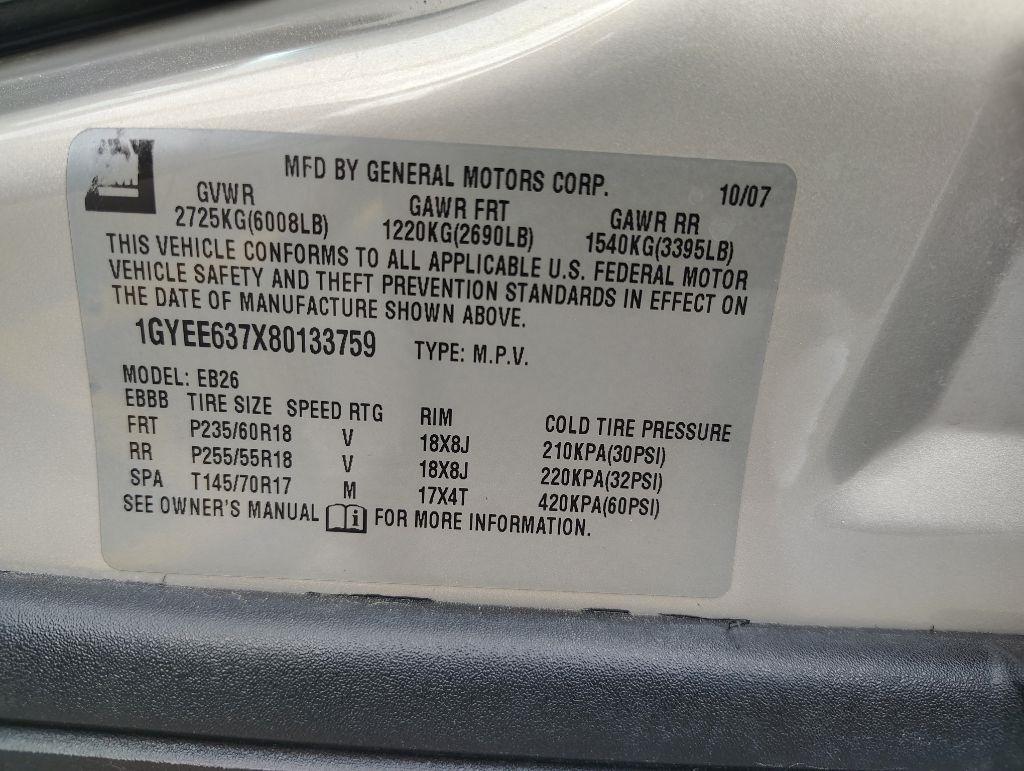 MFD BY GENERAL MOTORS CORP. 10/07
GVWR GAWR FRT GAWR RR
2725KG(6008LB) 1220KG(2690LB) 1540KG(3395LB)
THIS VEHICLE CONFORMS TO ALL APPLICABLE U.S. FEDERAL MOTOR
VEHICLE SAFETY AND THEFT PREVENTION STANDARDS IN EFFECT ON
THE DATE OF MANUFACTURE SHOWN ABOVE.
1GYEE637X80133759 TYPE: M.P.V.
MODEL: EB26
EBBB TIRE SIZE SPEED RTG RIM COLD TIRE PRESSURE
FRT P235/60R18 V 18X8J 210KPA(30PSI)
RR P255/55R18 V 18X8J 220KPA(32PSI)
SPA T145/70R17 M 17X4T 420KPA(60PSI)
SEE OWNER'S MANUAL i FOR MORE INFORMATION.